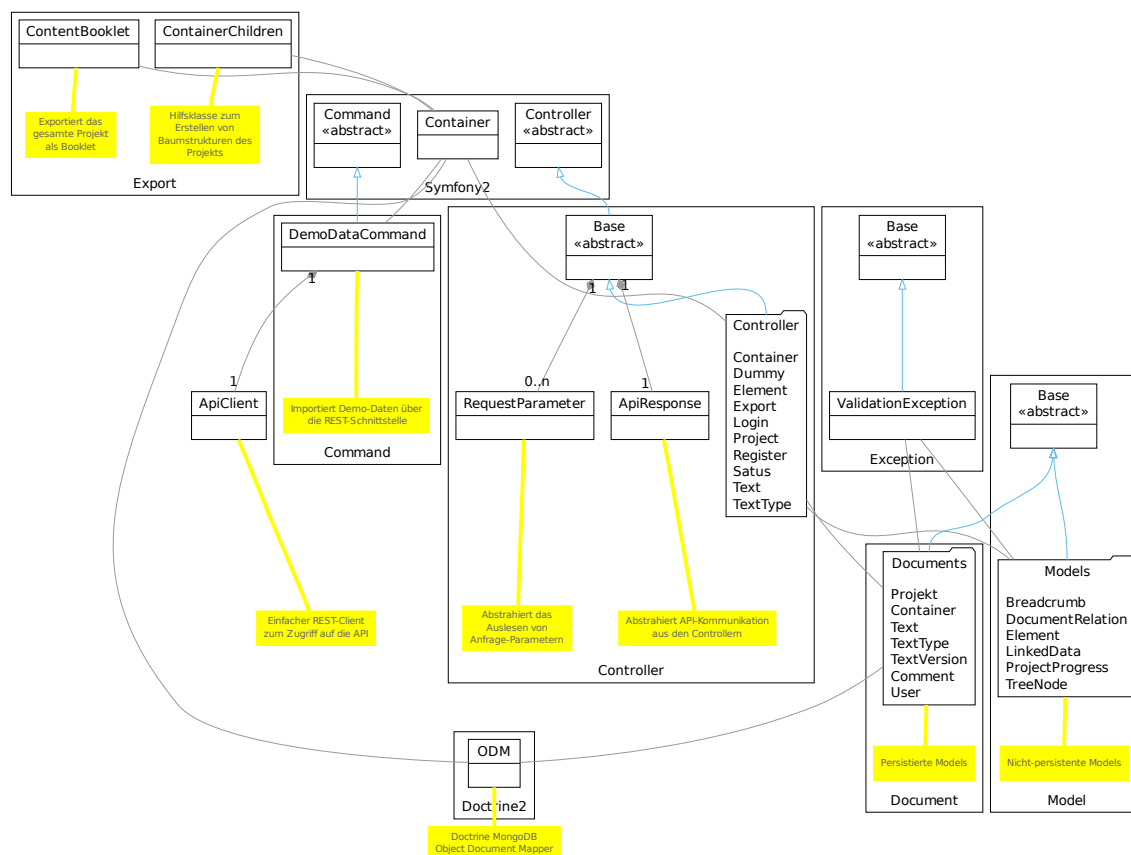 ContentBooklet
ContainerChildren
Exportiert das
gesamte Projekt
als Booklet
Hilfsklasse zum
Erstellen von
Baumstrukturen des
Projekts
Export
Command
«abstract»
Container
Controller
«abstract»
Symfony2
DemoDataCommand
1
1
ApiClient
Importiert Demo-Daten über
die REST-Schnittstelle
Command
Einfacher REST-Client
zum Zugriff auf die API
Base
«abstract»
1
1
0..n
1
RequestParameter
ApiResponse
Abstrahiert das
Auslesen von
Anfrage-Parametern
Abstrahiert API-Kommunikation
aus den Controllern
Controller
Controller
Container
Dummy
Element
Export
Login
Project
Register
Satus
Text
TextType
Base
«abstract»
ValidationException
Exception
Base
«abstract»
Documents
Projekt
Container
Text
TextType
TextVersion
Comment
User
Persistierte Models
Document
Models
Breadcrumb
DocumentRelation
Element
LinkedData
ProjectProgress
TreeNode
Nicht-persistente Models
Model
ODM
Doctrine2
Doctrine MongoDB
Object Document Mapper